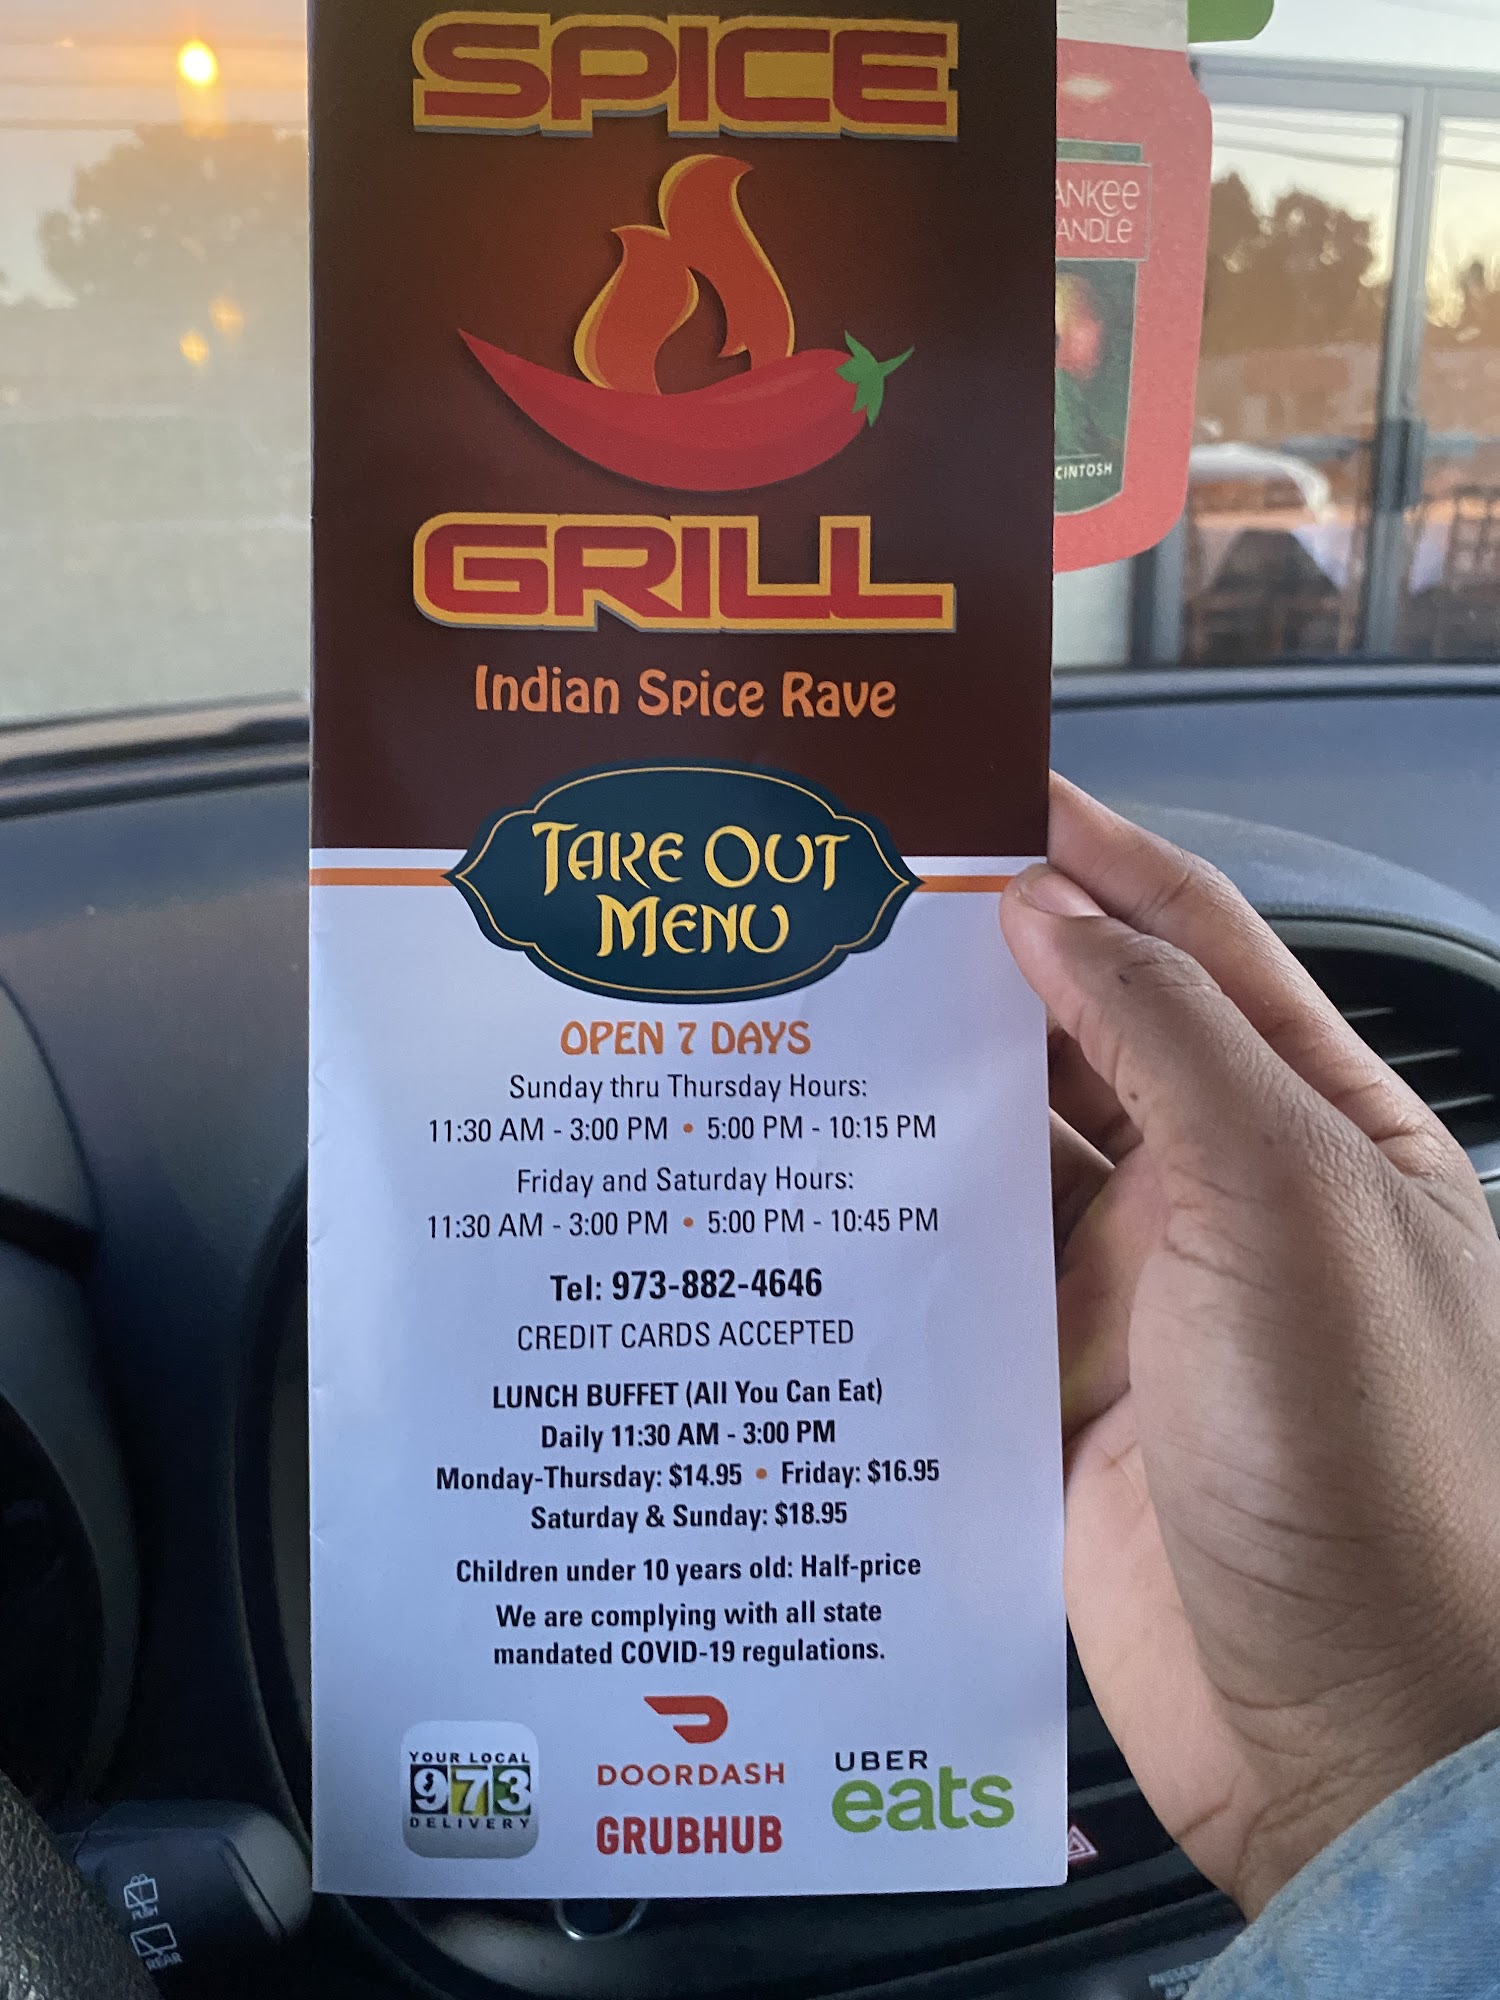 SPICE
GRILL
Indian Spice Rave
TAKE OUT
MENU
OPEN 7 DAYS
Sunday thru Thursday Hours:
11:30 AM - 3:00 PM • 5:00 PM - 10:15 PM
Friday and Saturday Hours:
11:30 AM - 3:00 PM • 5:00 PM - 10:45 PM
Tel: 973-882-4646
CREDIT CARDS ACCEPTED
LUNCH BUFFET (All You Can Eat)
Daily 11:30 AM - 3:00 PM
Monday-Thursday: $14.95 • Friday: $16.95
Saturday & Sunday: $18.95
Children under 10 years old: Half-price
We are complying with all state
mandated COVID-19 regulations.
YOUR LOCAL
973
DELIVERY
DOORDASH
GRUBHUB
UBER
eats
ANKEE
ANDLE
CINTOSH
PUSH
REAR